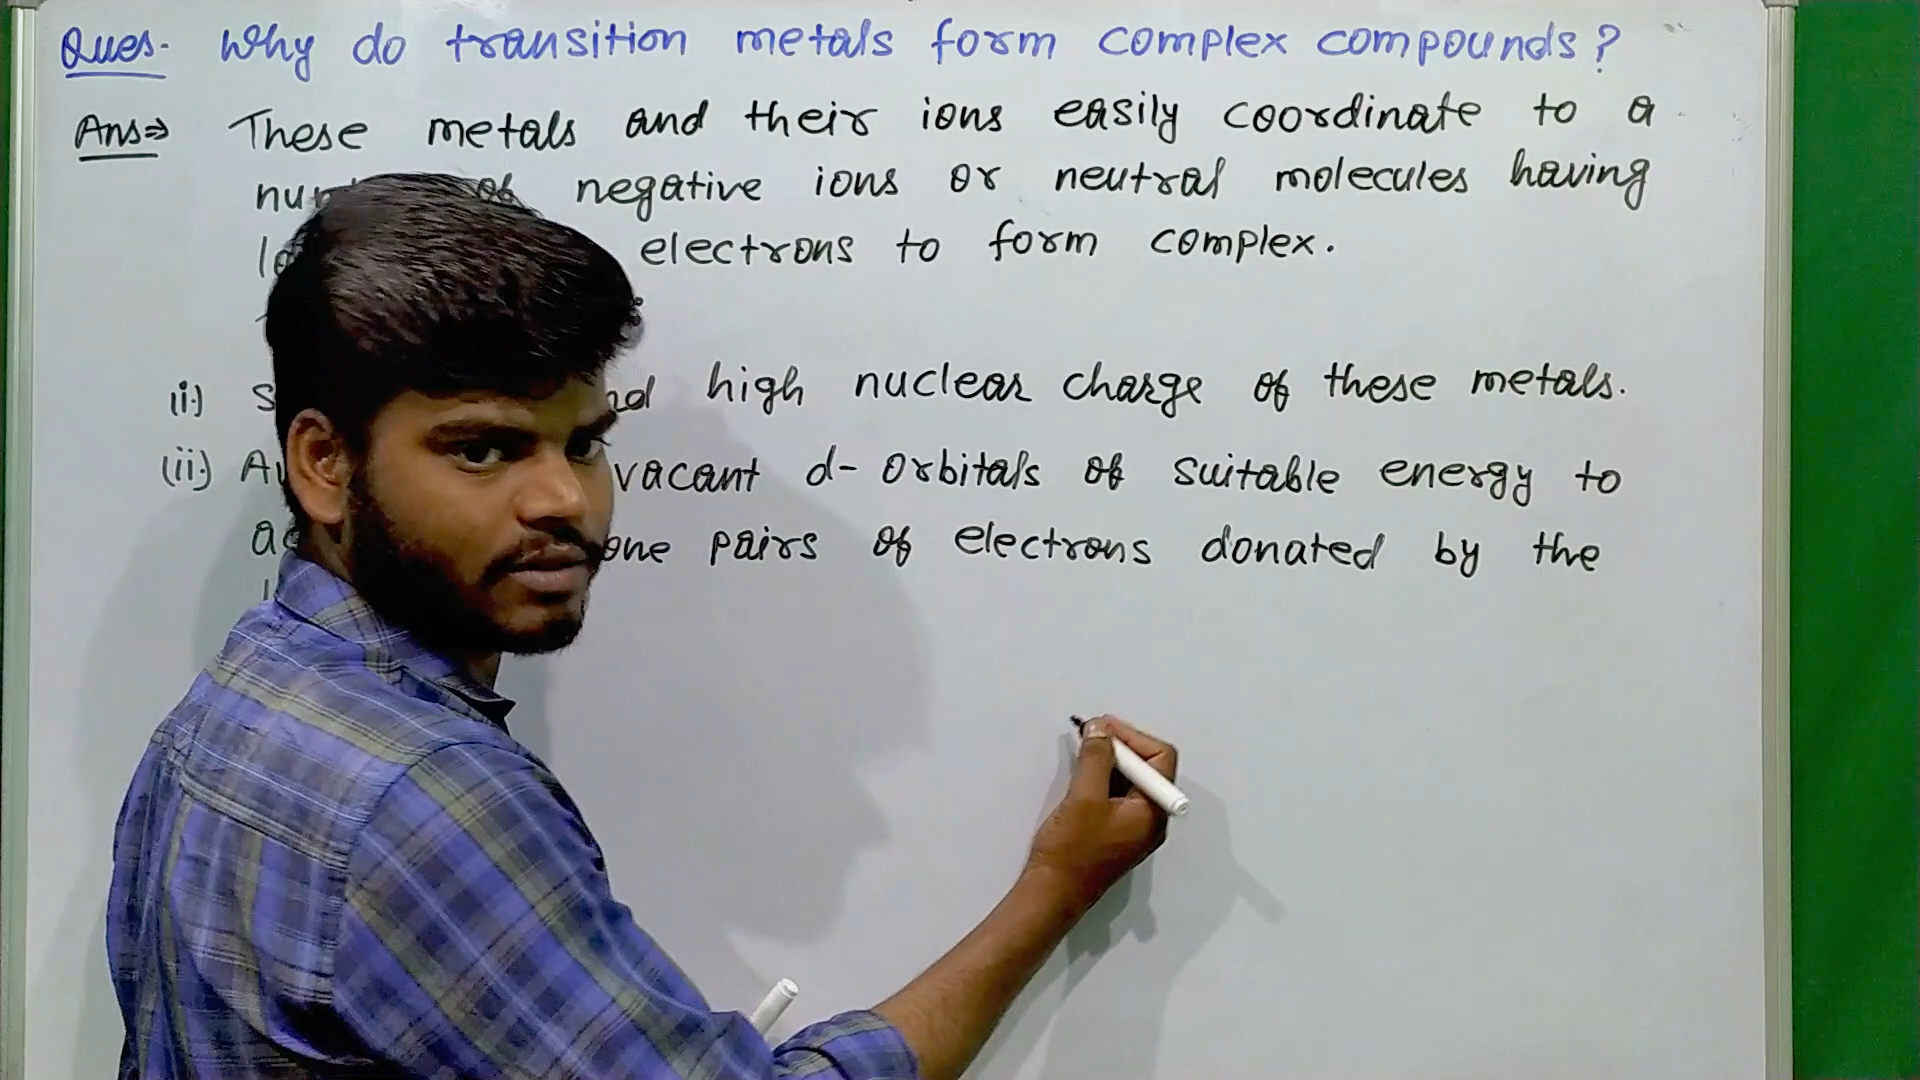 Ques. Why do transition metals form complex compounds?
Ans⇒ These metals and their ions easily coordinate to a
of negative ions or neutral molecules having
electrons to form complex.
(i.) high nuclear charge of these metals.
(ii.) vacant d-orbitals of suitable energy to
pairs of electrons donated by the